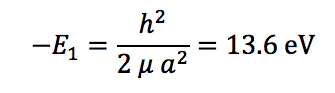 −E₁ = h² / 2 μ a² = 13.6 eV